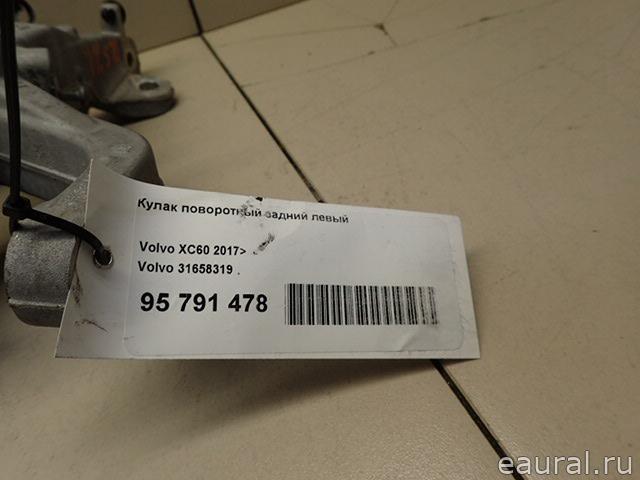 Кулак поворотный задний левый
Volvo XC60 2017>
Volvo 31658319 .
95 791 478
eaural.ru